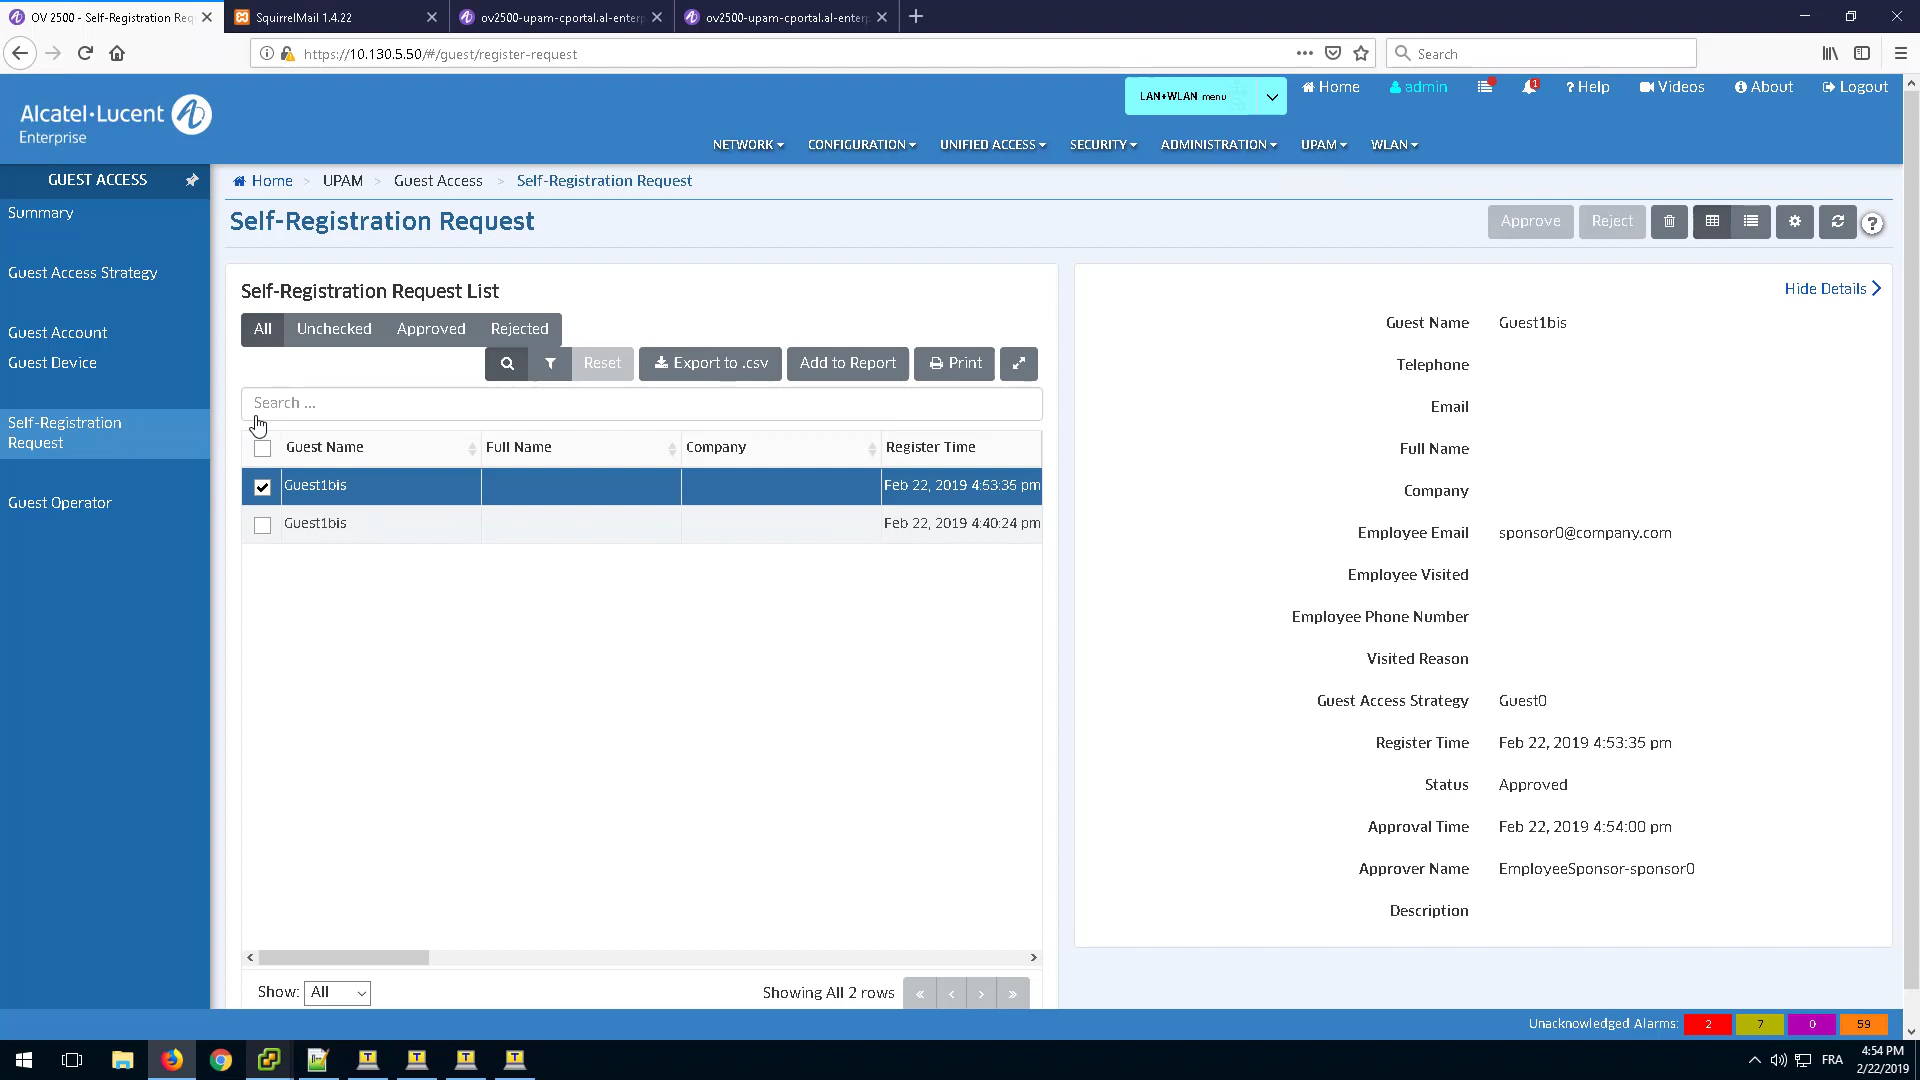 OV 2500 - Self-Registration Req
SquirrelMail 1.4.22
ov2500-upam-cportal.al-enterp
ov2500-upam-cportal.al-enterp
https://10.130.5.50/#/guest/register-request
Search
Alcatel·Lucent
Enterprise
LAN+WLAN menu
Home
admin
1
? Help
Videos
About
Logout
NETWORK
CONFIGURATION
UNIFIED ACCESS
SECURITY
ADMINISTRATION
UPAM
WLAN
GUEST ACCESS
Summary
Guest Access Strategy
Guest Account
Guest Device
Self-Registration
Request
Guest Operator
Home > UPAM > Guest Access > Self-Registration Request
Self-Registration Request
Approve
Reject
Self-Registration Request List
All
Unchecked
Approved
Rejected
Reset
Export to .csv
Add to Report
Print
Search ...
Guest Name
Full Name
Company
Register Time
Guest1bis
Feb 22, 2019 4:53:35 pm
Guest1bis
Feb 22, 2019 4:40:24 pm
Show: All
Showing All 2 rows
« ‹ › »
Hide Details
Guest Name Guest1bis
Telephone
Email
Full Name
Company
Employee Email sponsor0@company.com
Employee Visited
Employee Phone Number
Visited Reason
Guest Access Strategy Guest0
Register Time Feb 22, 2019 4:53:35 pm
Status Approved
Approval Time Feb 22, 2019 4:54:00 pm
Approver Name EmployeeSponsor-sponsor0
Description
Unacknowledged Alarms: 2 7 0 59
FRA
4:54 PM
2/22/2019